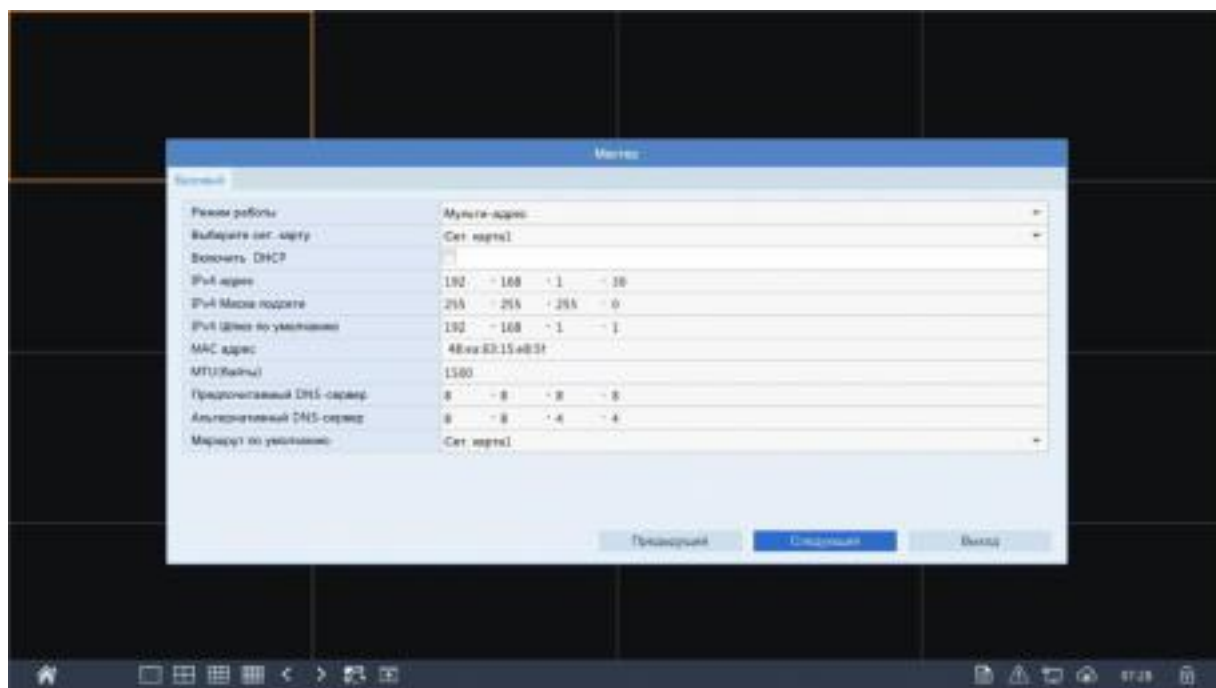 Мастер
Базовый
Режим работы Мульти-адрес
Выберите сет. карту Сет. карта1
Включить DHCP
IPv4 адрес 192 . 168 . 1 . 30
IPv4 Маска подсети 255 . 255 . 255 . 0
IPv4 Шлюз по умолчанию 192 . 168 . 1 . 1
MAC адрес
MTU(Байты) 1500
Предпочитаемый DNS-сервер 8 . 8 . 8 . 8
Альтернативный DNS-сервер 8 . 8 . 4 . 4
Маршрут по умолчанию Сет. карта1
Предыдущий Следующий Выход